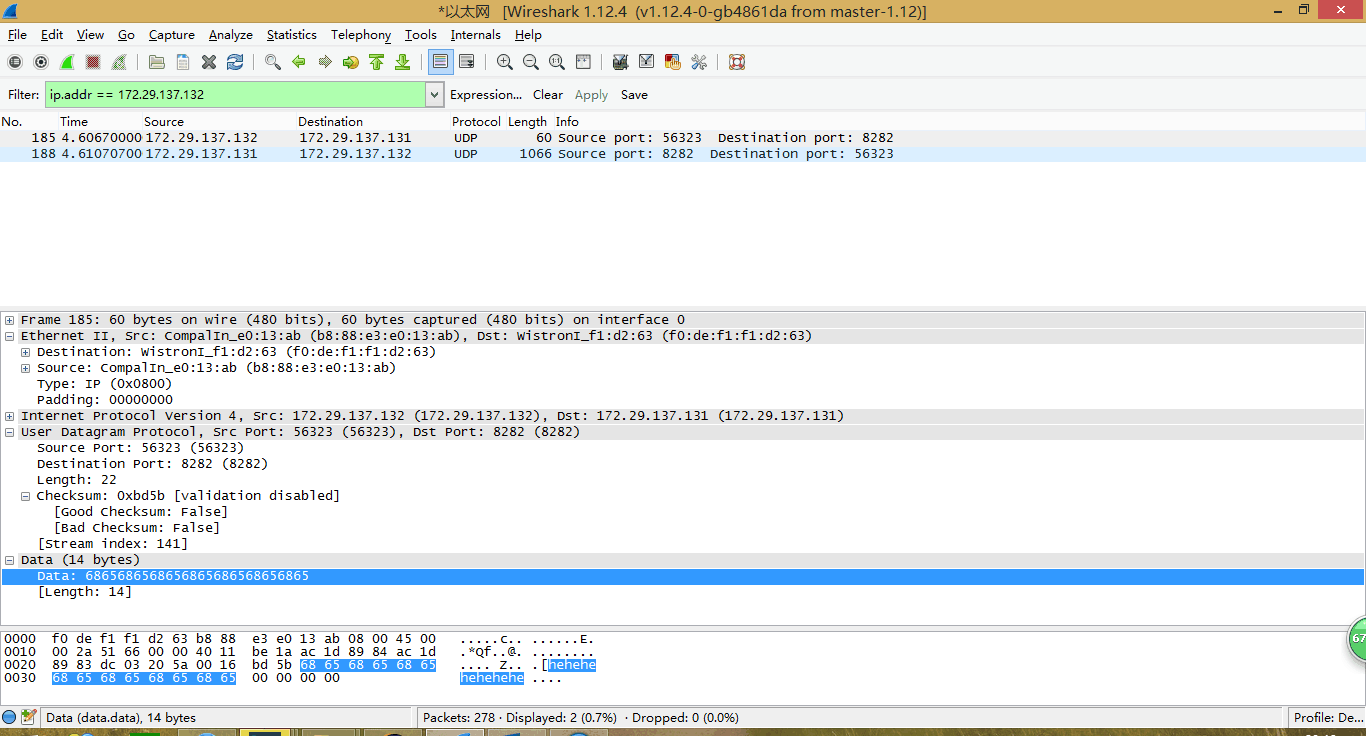 *以太网   [Wireshark 1.12.4  (v1.12.4-0-gb4861da from master-1.12)]
File Edit View Go Capture Analyze Statistics Telephony Tools Internals Help
Filter: ip.addr == 172.29.137.132 Expression... Clear Apply Save
No. Time Source Destination Protocol Length Info
185 4.60670000 172.29.137.132 172.29.137.131 UDP 60 Source port: 56323  Destination port: 8282
188 4.61070700 172.29.137.131 172.29.137.132 UDP 1066 Source port: 8282  Destination port: 56323
Frame 185: 60 bytes on wire (480 bits), 60 bytes captured (480 bits) on interface 0
Ethernet II, Src: CompalIn_e0:13:ab (b8:88:e3:e0:13:ab), Dst: WistronI_f1:d2:63 (f0:de:f1:f1:d2:63)
Destination: WistronI_f1:d2:63 (f0:de:f1:f1:d2:63)
Source: CompalIn_e0:13:ab (b8:88:e3:e0:13:ab)
Type: IP (0x0800)
Padding: 00000000
Internet Protocol Version 4, Src: 172.29.137.132 (172.29.137.132), Dst: 172.29.137.131 (172.29.137.131)
User Datagram Protocol, Src Port: 56323 (56323), Dst Port: 8282 (8282)
Source Port: 56323 (56323)
Destination Port: 8282 (8282)
Length: 22
Checksum: 0xbd5b [validation disabled]
[Good Checksum: False]
[Bad Checksum: False]
[Stream index: 141]
Data (14 bytes)
Data: 6865686568656865686568656865
[Length: 14]
0000 f0 de f1 f1 d2 63 b8 88 e3 e0 13 ab 08 00 45 00 .....c.. ......E.
0010 00 2a 51 66 00 00 40 11 be 1a ac 1d 89 84 ac 1d .*Qf..@. ........
0020 89 83 dc 03 20 5a 00 16 bd 5b 68 65 68 65 68 65 .... Z.. .[hehehe
0030 68 65 68 65 68 65 68 65 00 00 00 00 hehehehe ....
67
Data (data.data), 14 bytes Packets: 278 · Displayed: 2 (0.7%) · Dropped: 0 (0.0%) Profile: De...